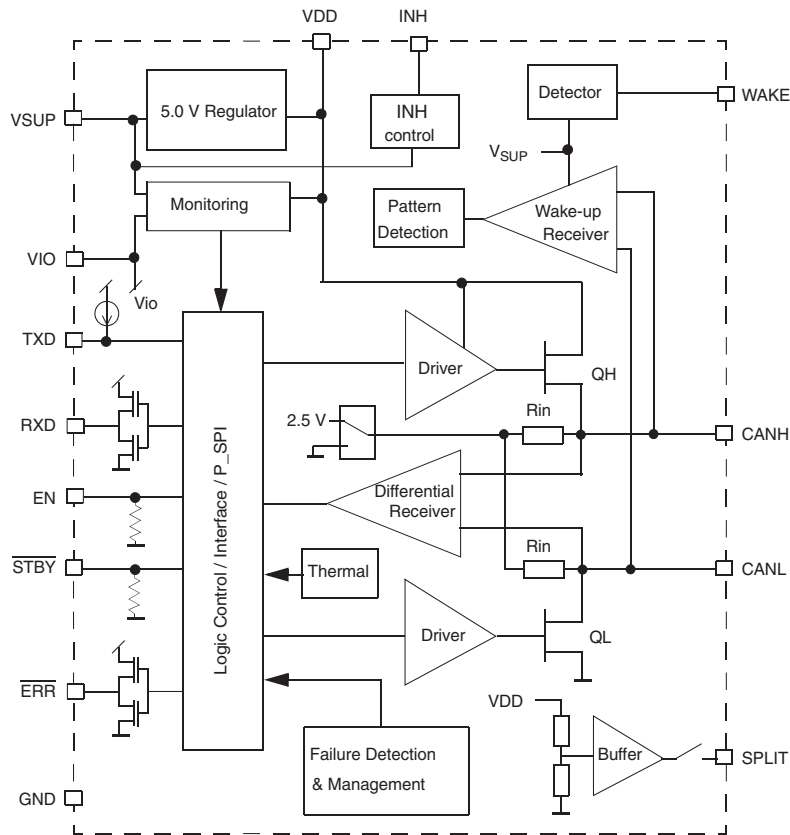 VDD
INH
VSUP
5.0 V Regulator
INH
control
Detector
WAKE
VSUP
Monitoring
Pattern
Detection
Wake-up
Receiver
VIO
Vio
TXD
Driver
QH
2.5 V
Rin
RXD
CANH
Logic Control / Interface / P_SPI
EN
Differential
Receiver
Rin
STBY
Thermal
CANL
Driver
QL
ERR
VDD
Failure Detection
& Management
Buffer
SPLIT
GND